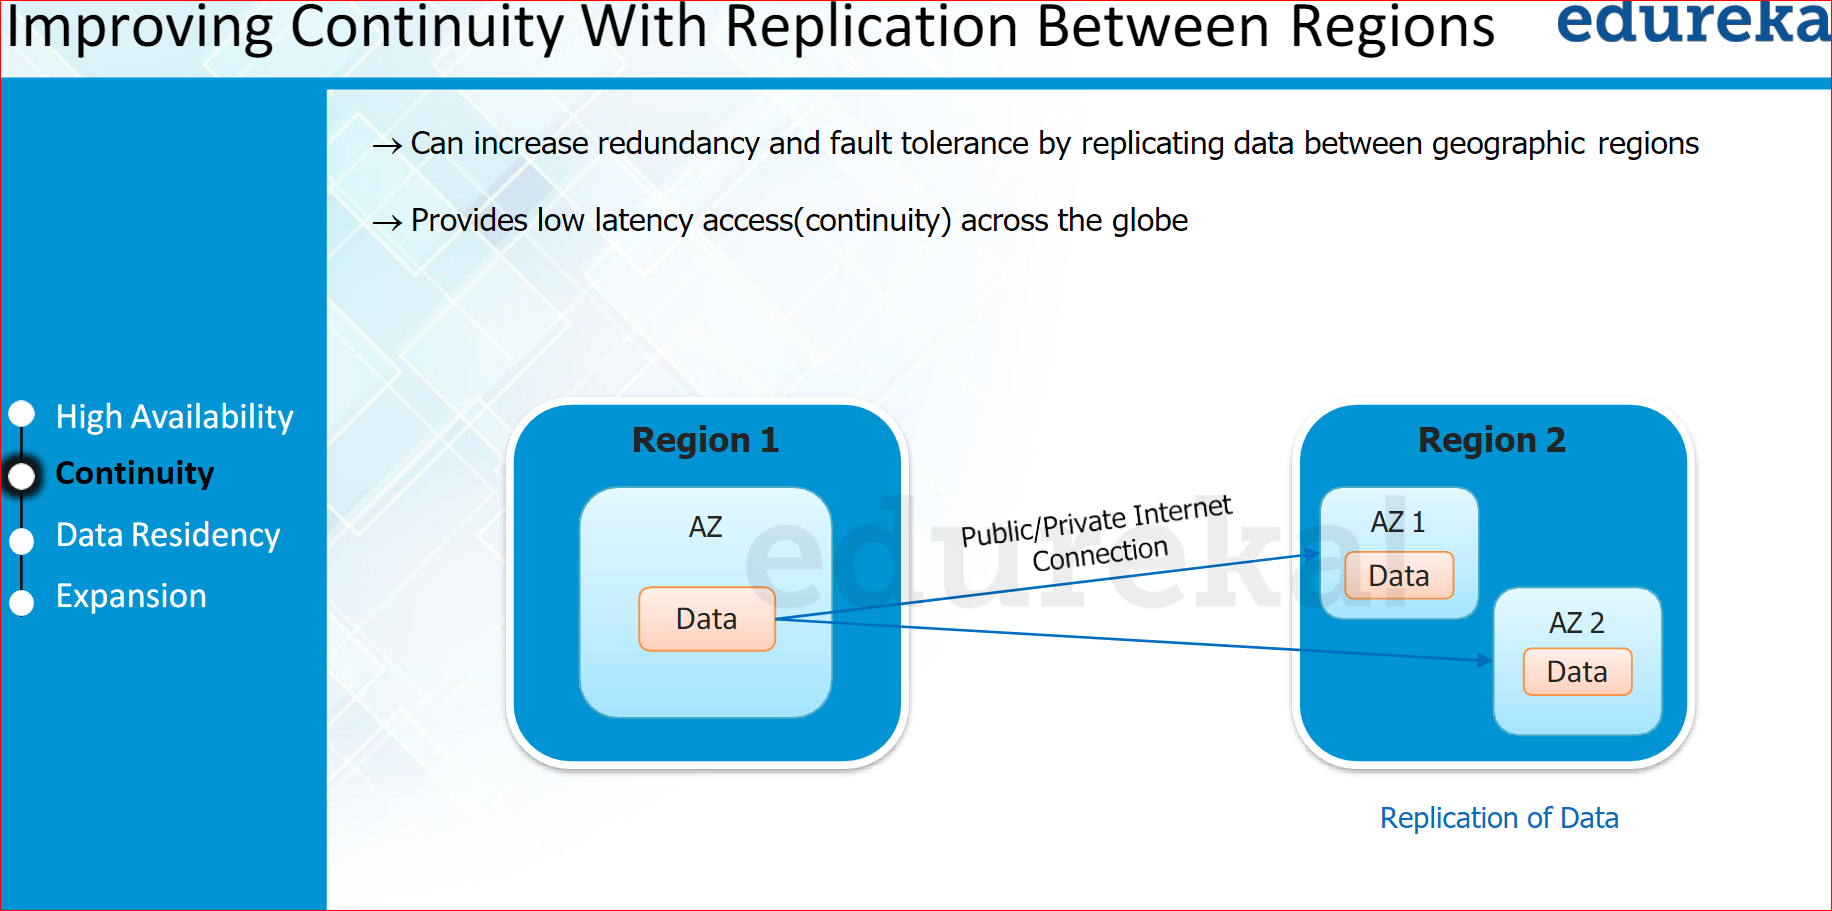 Improving Continuity With Replication Between Regions
edureka
→ Can increase redundancy and fault tolerance by replicating data between geographic regions
→ Provides low latency access(continuity) across the globe
High Availability
Continuity
Data Residency
Expansion
Region 1
AZ
Data
Public/Private Internet
Connection
Region 2
AZ 1
Data
AZ 2
Data
edureka!
Replication of Data